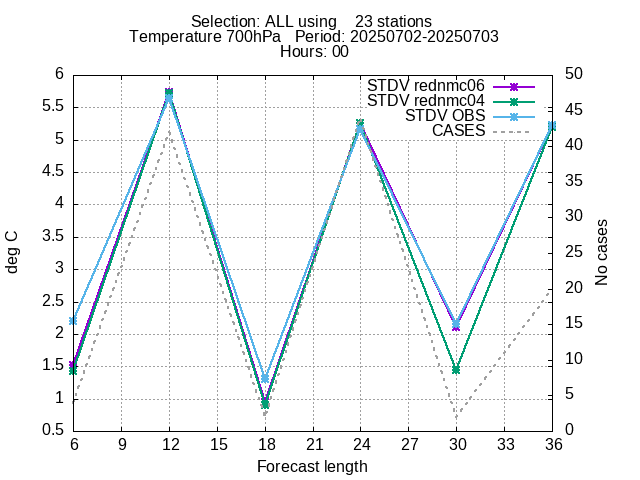 Selection: ALL using    23 stations
Temperature 700hPa   Period: 20250702-20250703
Hours: 00
STDV rednmc06
STDV rednmc04
STDV OBS
CASES
deg C
6
5.5
5
4.5
4
3.5
3
2.5
2
1.5
1
0.5
50
45
40
35
30
25
20
15
10
5
0
No cases
6 9 12 15 18 21 24 27 30 33 36
Forecast length